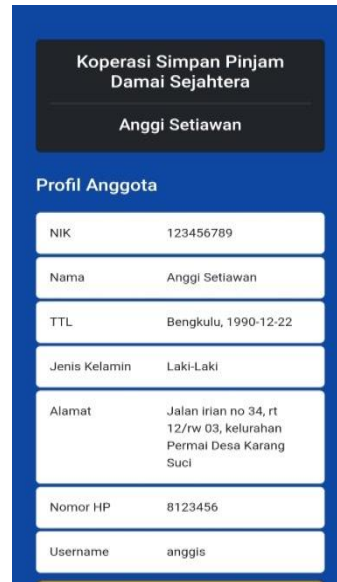 Koperasi Simpan Pinjam
Damai Sejahtera
Anggi Setiawan
Profil Anggota
NIK 123456789
Nama Anggi Setiawan
TTL Bengkulu, 1990-12-22
Jenis Kelamin Laki-Laki
Alamat Jalan irian no 34, rt
12/rw 03, kelurahan
Permai Desa Karang
Suci
Nomor HP 8123456
Username anggis